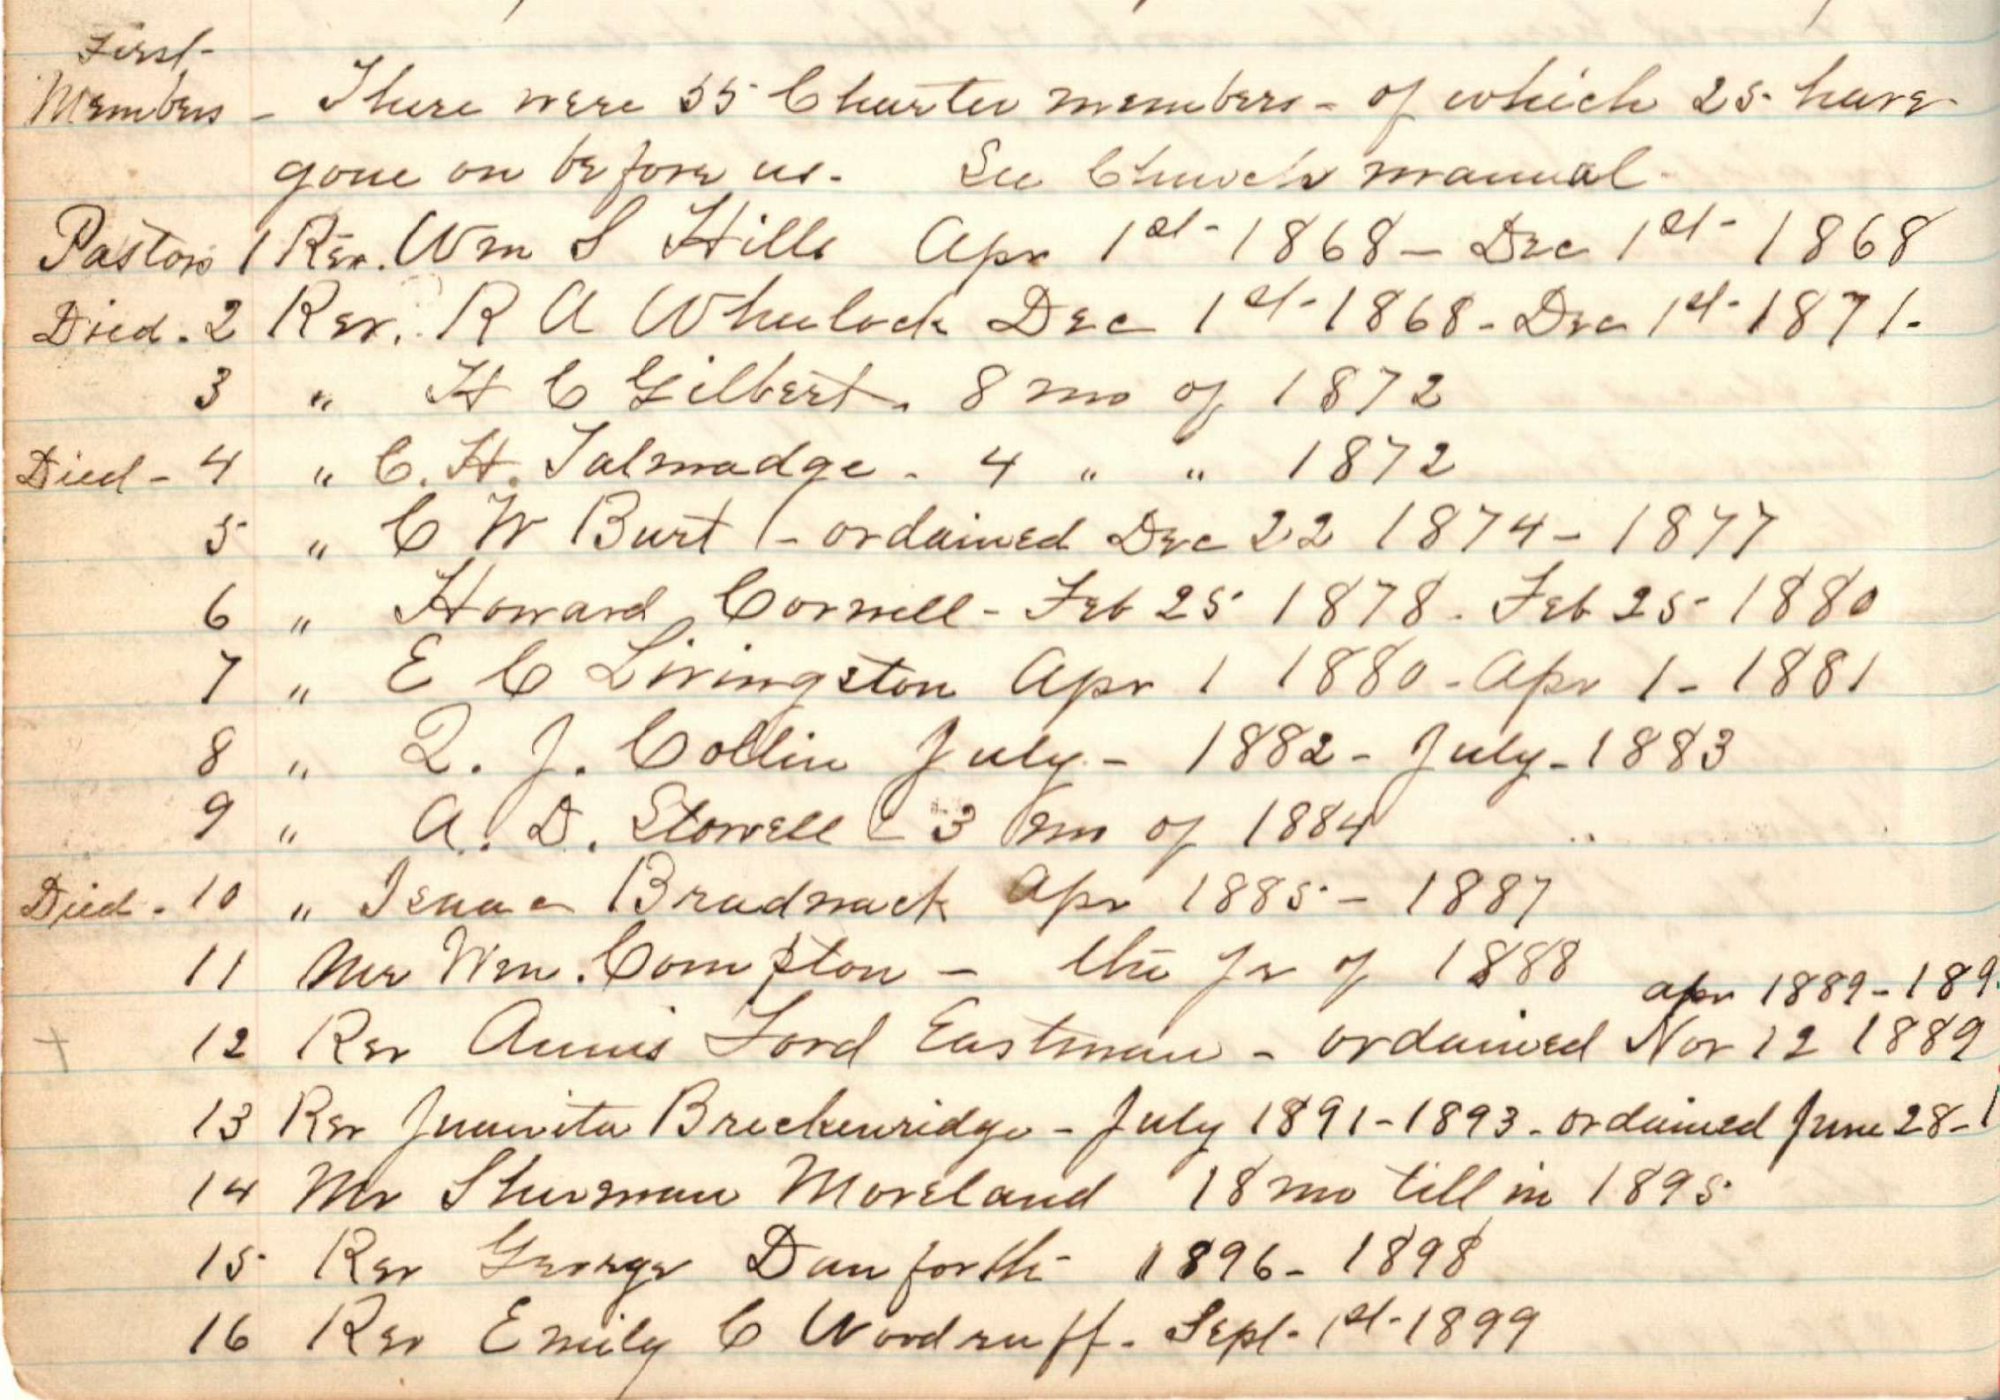 First-
Members - There were 55 Charter members - of which 25 have
gone on before us. See Church manual.
Pastors 1 Rev. Wm S Hills Apr 1st - 1868 - Dec 1st - 1868
Died. 2 Rev. R A Wheelock Dec 1st - 1868 - Dec 1st - 1871.
3 " H C Gilbert. 8 mo of 1872
Died - 4 " C. H. Talmadge. 4 " " 1872
5 " C W Burt - ordained Dec 22 1874 - 1877
6 " Howard Cornell - Feb 25 1878. Feb 25 - 1880
7 " E C Livingston Apr 1 1880 - Apr 1 - 1881
8 " Q. J. Collin July - 1882 - July - 1883
9 " A. D. Stowell - 3 mo of 1884
Died. 10 " Isaac Bradnack Apr 1885 - 1887
11 Mr Wm. Compston - the yr of 1888
apr 1889 - 189
+ 12 Rev Annis Ford Eastman - ordained Nov 12 1889
13 Rev Juanita Breckenridge - July 1891 - 1893 - ordained June 28 - 1
14 Mr Sherman Moreland 18 mo till in 1895
15 Rev George Danforth - 1896 - 1898
16 Rev Emily C Woodruff. Sept. 1st - 1899